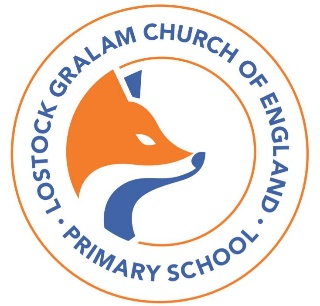 LOSTOCK GRALAM CHURCH OF ENGLAND
· PRIMARY SCHOOL ·